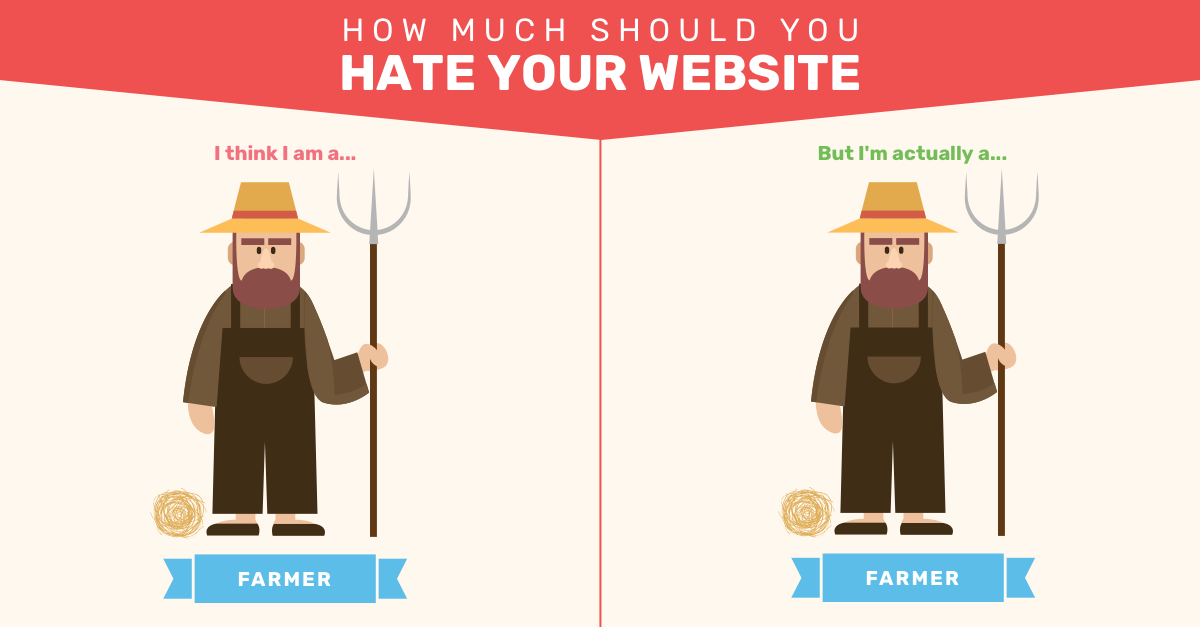 HOW MUCH SHOULD YOU
HATE YOUR WEBSITE
I think I am a...
But I'm actually a...
FARMER
FARMER